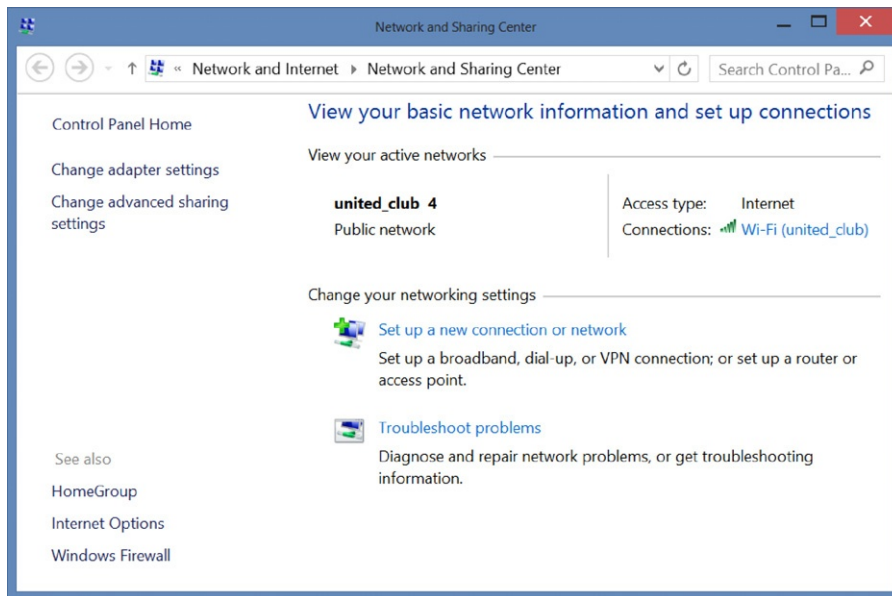 Network and Sharing Center
« Network and Internet Network and Sharing Center
Search Control Pa...
Control Panel Home
Change adapter settings
Change advanced sharing
settings
View your basic network information and set up connections
View your active networks
united_club 4
Public network
Access type: Internet
Connections: Wi-Fi (united_club)
Change your networking settings
Set up a new connection or network
Set up a broadband, dial-up, or VPN connection; or set up a router or
access point.
Troubleshoot problems
Diagnose and repair network problems, or get troubleshooting
information.
See also
HomeGroup
Internet Options
Windows Firewall